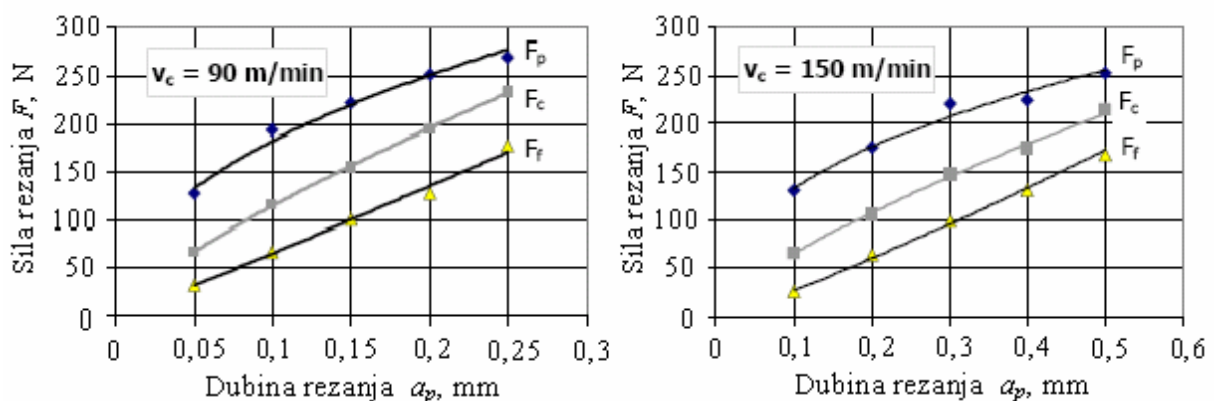 300
250
200
150
100
50
0
Sila rezanja F, N
v_c = 90 m/min
F_p
F_c
F_f
0 0,05 0,1 0,15 0,2 0,25 0,3
Dubina rezanja a_p, mm
300
250
200
150
100
50
0
Sila rezanja F, N
v_c = 150 m/min
F_p
F_c
F_f
0 0,1 0,2 0,3 0,4 0,5 0,6
Dubina rezanja a_p, mm